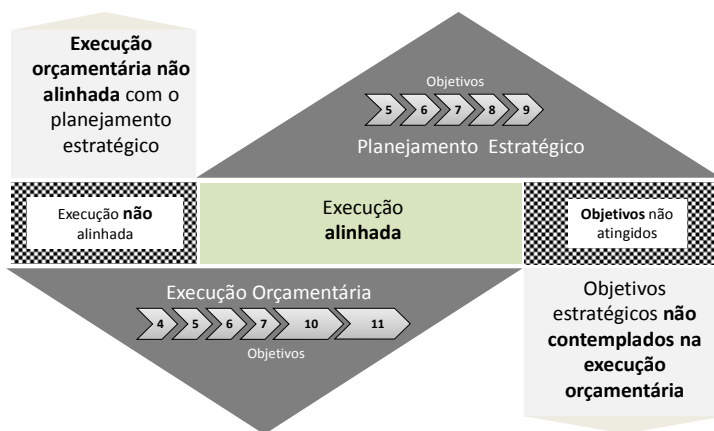 Execução
orçamentária não
alinhada com o
planejamento
estratégico
Objetivos
5 6 7 8 9
Planejamento Estratégico
Execução não
alinhada
Execução
alinhada
Objetivos não
atingidos
Execução Orçamentária
4 5 6 7 10 11
Objetivos
Objetivos
estratégicos não
contemplados na
execução
orçamentária